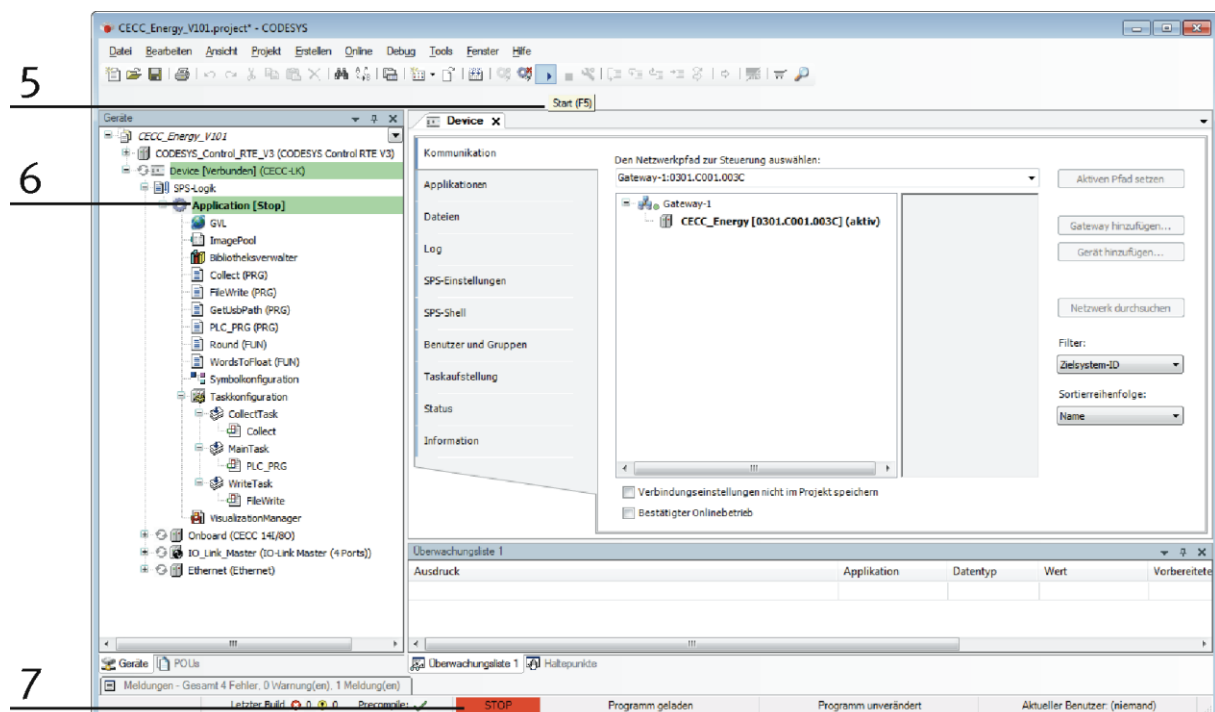 CECC_Energy_V101.project* - CODESYS
Datei Bearbeiten Ansicht Projekt Erstellen Online Debug Tools Fenster Hilfe
5
Start (F5)
Geräte
Device
CECC_Energy_V101
CODESYS_Control_RTE_V3 (CODESYS Control RTE V3)
Device [Verbunden] (CECC-LK)
SPS-Logik
6
Application [Stop]
GVL
ImagePool
Bibliotheksverwalter
Collect (PRG)
FileWrite (PRG)
GetUsbPath (PRG)
PLC_PRG (PRG)
Round (FUN)
WordsToFloat (FUN)
Symbolkonfiguration
Taskkonfiguration
CollectTask
Collect
MainTask
PLC_PRG
WriteTask
FileWrite
VisualizationManager
Onboard (CECC 14I/8O)
IO_Link_Master (IO-Link Master (4 Ports))
Ethernet (Ethernet)
Geräte POUs
Kommunikation
Applikationen
Dateien
Log
SPS-Einstellungen
SPS-Shell
Benutzer und Gruppen
Taskaufstellung
Status
Information
Den Netzwerkpfad zur Steuerung auswählen:
Gateway-1:0301.C001.003C
Gateway-1
CECC_Energy [0301.C001.003C] (aktiv)
Aktiven Pfad setzen
Gateway hinzufügen...
Gerät hinzufügen...
Netzwerk durchsuchen
Filter:
Zielsystem-ID
Sortierreihenfolge:
Name
Verbindungseinstellungen nicht im Projekt speichern
Bestätigter Onlinebetrieb
Überwachungsliste 1
Ausdruck Applikation Datentyp Wert Vorbereitete
Überwachungsliste 1 Haltepunkte
Meldungen - Gesamt 4 Fehler, 0 Warnung(en), 1 Meldung(en)
7
Letzter Build 0 0 Precompile: STOP Programm geladen Programm unverändert Aktueller Benutzer: (niemand)